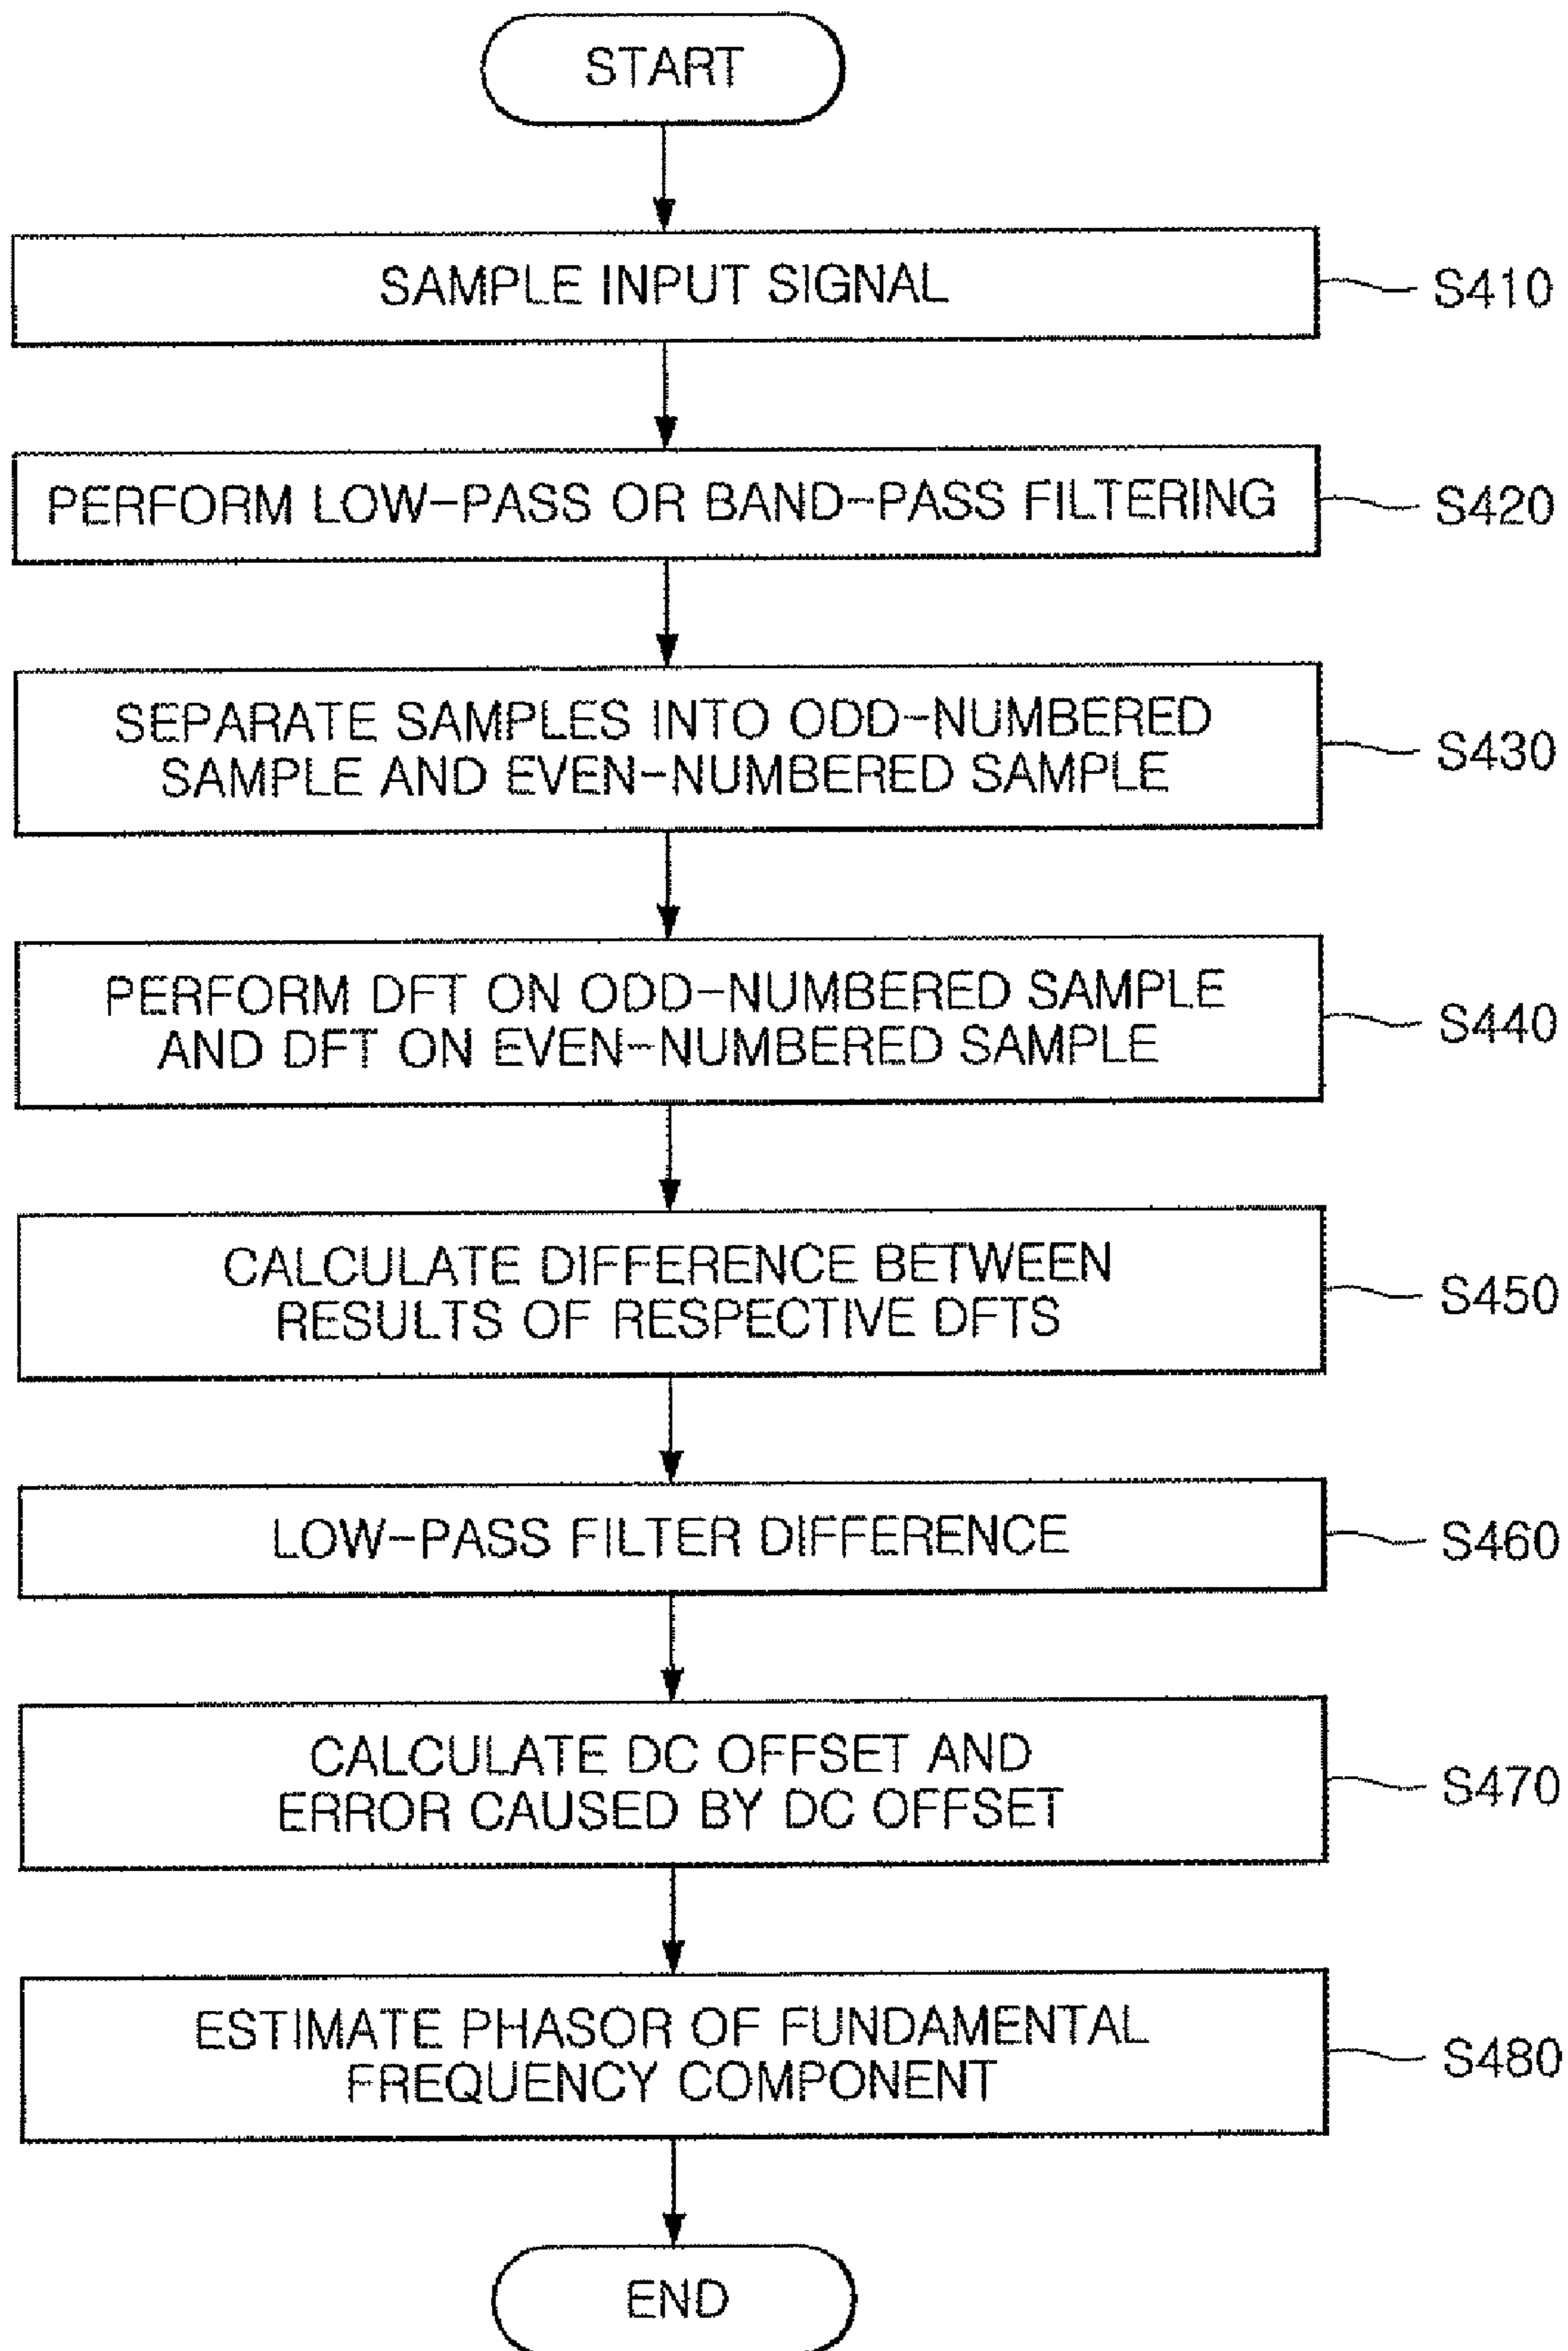 START
SAMPLE INPUT SIGNAL
S410
PERFORM LOW-PASS OR BAND-PASS FILTERING
S420
SEPARATE SAMPLES INTO ODD-NUMBERED
SAMPLE AND EVEN-NUMBERED SAMPLE
S430
PERFORM DFT ON ODD-NUMBERED SAMPLE
AND DFT ON EVEN-NUMBERED SAMPLE
S440
CALCULATE DIFFERENCE BETWEEN
RESULTS OF RESPECTIVE DFTS
S450
LOW-PASS FILTER DIFFERENCE
S460
CALCULATE DC OFFSET AND
ERROR CAUSED BY DC OFFSET
S470
ESTIMATE PHASOR OF FUNDAMENTAL
FREQUENCY COMPONENT
S480
END